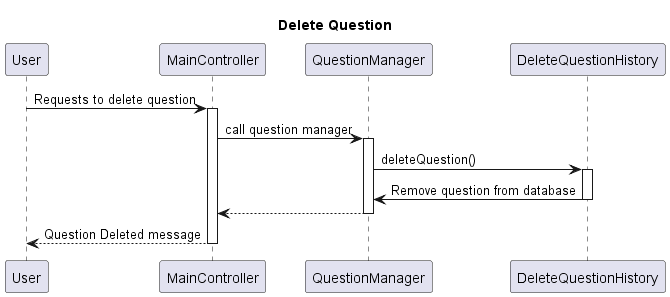 Delete Question
User MainController QuestionManager DeleteQuestionHistory
Requests to delete question
call question manager
deleteQuestion()
Remove question from database
Question Deleted message
User MainController QuestionManager DeleteQuestionHistory